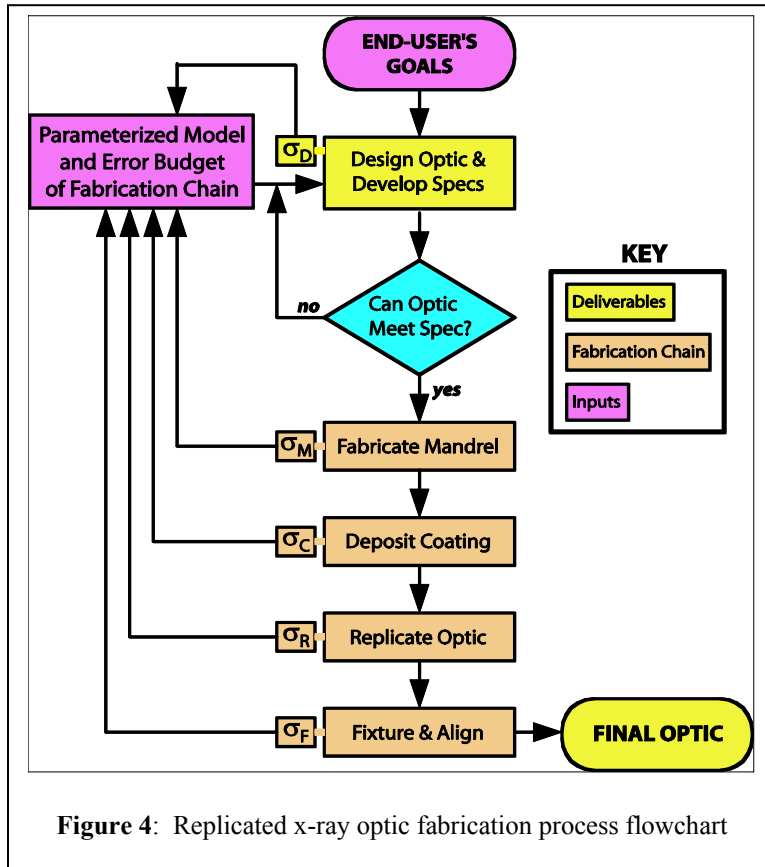 END-USER'S
GOALS
Parameterized Model
and Error Budget
of Fabrication Chain
σD
Design Optic &
Develop Specs
KEY
Deliverables
Fabrication Chain
Inputs
no
Can Optic
Meet Spec?
yes
σM
Fabricate Mandrel
σC
Deposit Coating
σR
Replicate Optic
σF
Fixture & Align
FINAL OPTIC
Figure 4: Replicated x-ray optic fabrication process flowchart